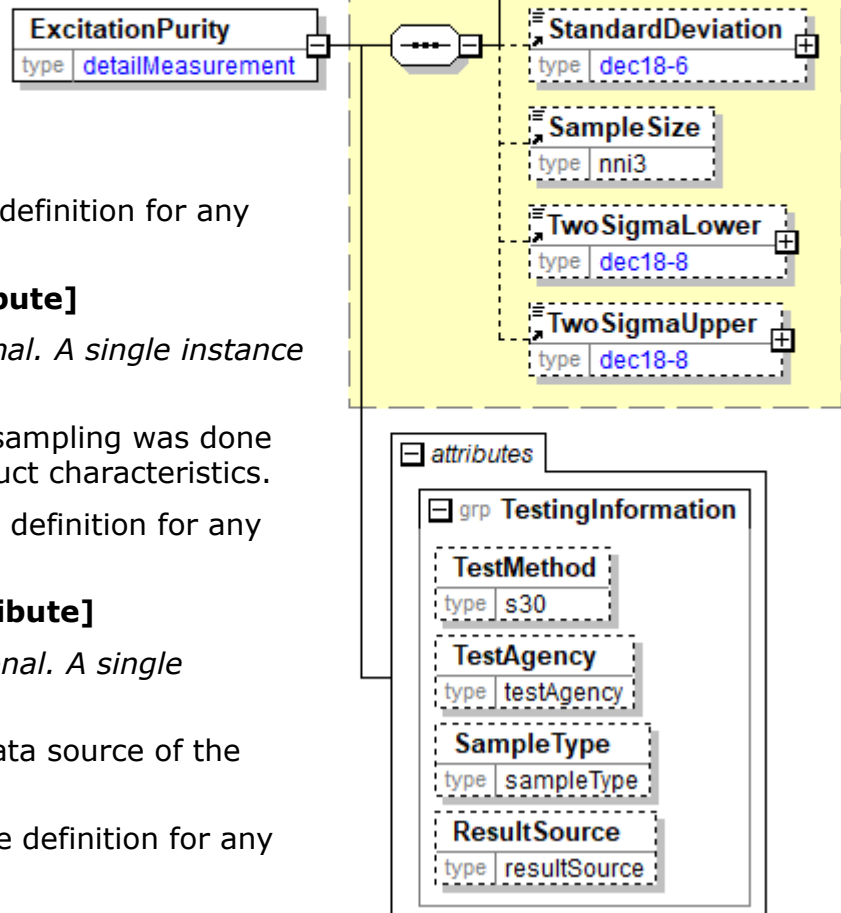 ExcitationPurity
type detailMeasurement
StandardDeviation
type dec18-6
SampleSize
type nni3
TwoSigmaLower
type dec18-8
TwoSigmaUpper
type dec18-8
definition for any
bute]
nal. A single instance
sampling was done
uct characteristics.
definition for any
ibute]
onal. A single
ata source of the
e definition for any
attributes
grp TestingInformation
TestMethod
type s30
TestAgency
type testAgency
SampleType
type sampleType
ResultSource
type resultSource